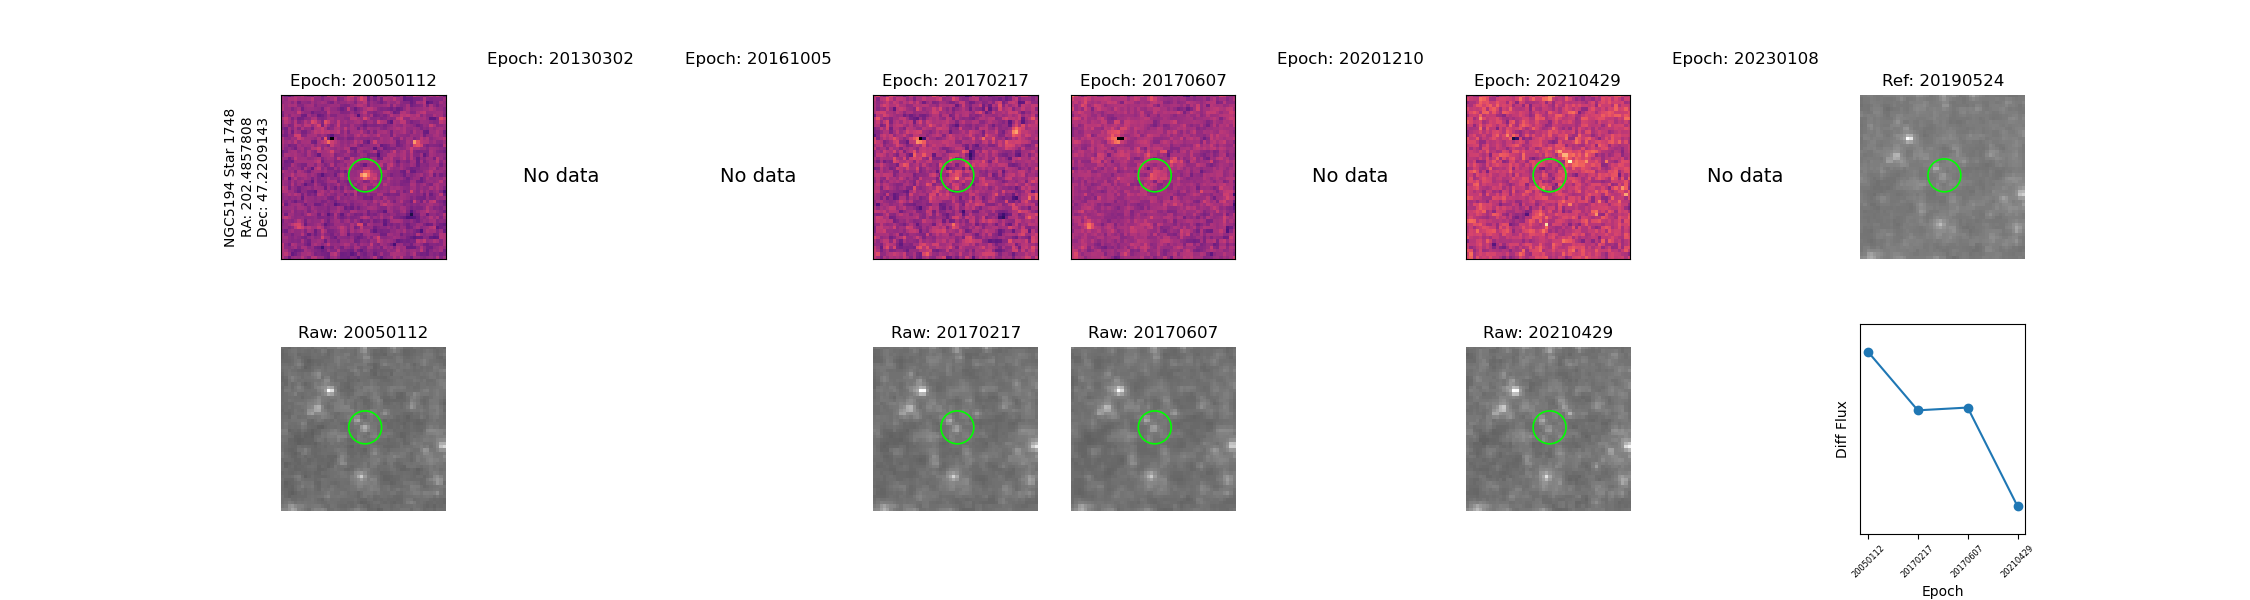 Epoch: 20050112
Epoch: 20130302
Epoch: 20161005
Epoch: 20170217
Epoch: 20170607
Epoch: 20201210
Epoch: 20210429
Epoch: 20230108
Ref: 20190524
NGC5194 Star 1748
RA: 202.4857808
Dec: 47.2209143
No data
No data
No data
No data
Raw: 20050112
Raw: 20170217
Raw: 20170607
Raw: 20210429
Diff Flux
20050112
20170217
20170607
20210429
Epoch